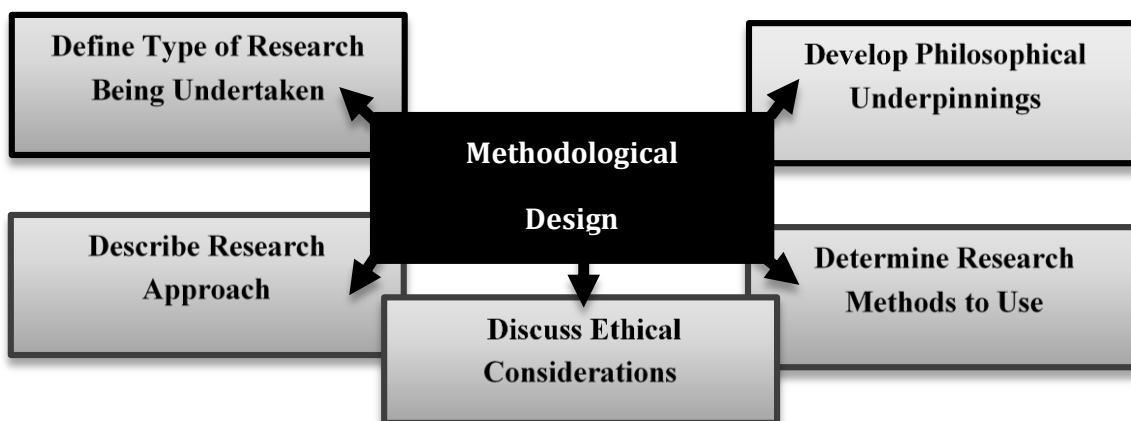 Define Type of Research
Being Undertaken
Develop Philosophical
Underpinnings
Methodological
Design
Describe Research
Approach
Determine Research
Methods to Use
Discuss Ethical
Considerations